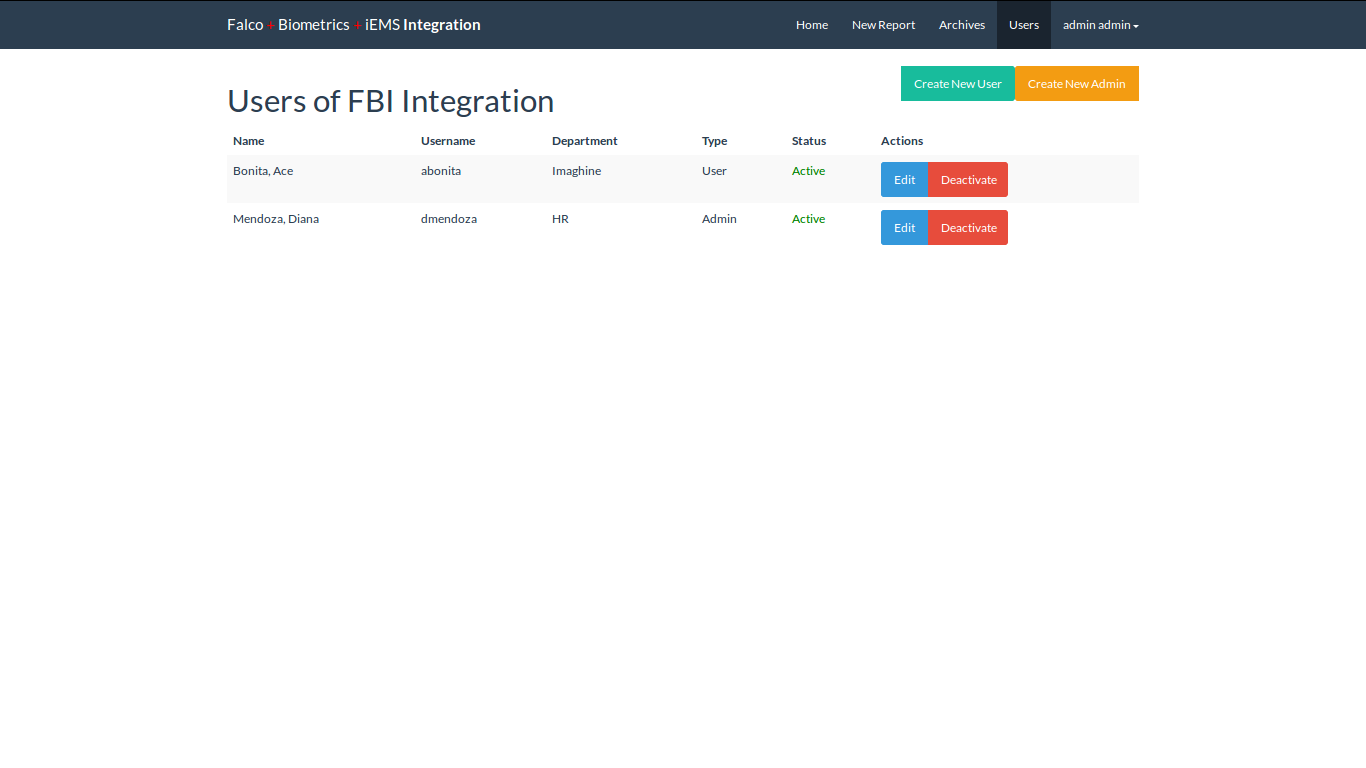 Falco + Biometrics + iEMS Integration Home New Report Archives Users admin admin
Create New User Create New Admin
Users of FBI Integration
Name Username Department Type Status Actions
Bonita, Ace abonita Imaghine User Active Edit Deactivate
Mendoza, Diana dmendoza HR Admin Active Edit Deactivate